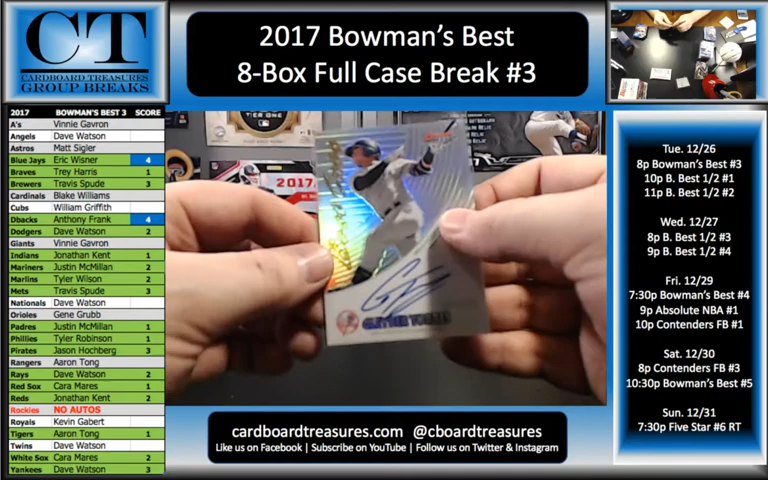 CT
CARDBOARD TREASURES
GROUP BREAKS
2017 Bowman's Best
8-Box Full Case Break #3
2017 BOWMAN'S BEST 3 SCORE
A's Vinnie Gavron
Angels Dave Watson
Astros Matt Sigler
Blue Jays Eric Wisner 4
Braves Trey Harris 1
Brewers Travis Spude 3
Cardinals Blake Williams
Cubs William Griffith
Dbacks Anthony Frank 4
Dodgers Dave Watson 2
Giants Vinnie Gavron
Indians Jonathan Kent 1
Mariners Justin McMillan 2
Marlins Tyler Wilson 2
Mets Travis Spude 3
Nationals Dave Watson
Orioles Gene Grubb
Padres Justin McMillan 1
Phillies Tyler Robinson 1
Pirates Jason Hochberg 3
Rangers Aaron Tong
Rays Dave Watson 2
Red Sox Cara Mares 1
Reds Jonathan Kent 2
Rockies NO AUTOS
Royals Kevin Gabert
Tigers Aaron Tong 1
Twins Dave Watson
White Sox Cara Mares 2
Yankees Dave Watson 3
TIER ONE
2017
GLEYBER TORRES
Tue. 12/26
8p Bowman's Best #3
10p B. Best 1/2 #1
11p B. Best 1/2 #2
Wed. 12/27
8p B. Best 1/2 #3
9p B. Best 1/2 #4
Fri. 12/29
7:30p Bowman's Best #4
9p Absolute NBA #1
10p Contenders FB #1
Sat. 12/30
8p Contenders FB #3
10:30p Bowman's Best #5
Sun. 12/31
7:30p Five Star #6 RT
cardboardtreasures.com @cboardtreasures
Like us on Facebook | Subscribe on YouTube | Follow us on Twitter & Instagram